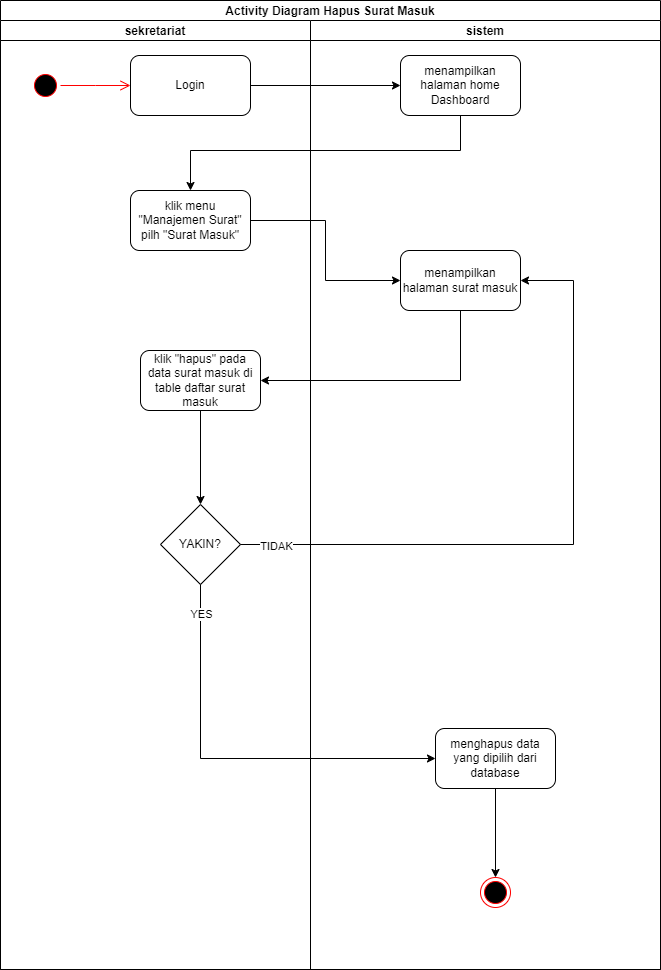 Activity Diagram Hapus Surat Masuk
sekretariat
sistem
Login
menampilkan
halaman home
Dashboard
klik menu
"Manajemen Surat"
pilh "Surat Masuk"
menampilkan
halaman surat masuk
klik "hapus" pada
data surat masuk di
table daftar surat
masuk
YAKIN?
TIDAK
YES
menghapus data
yang dipilih dari
database